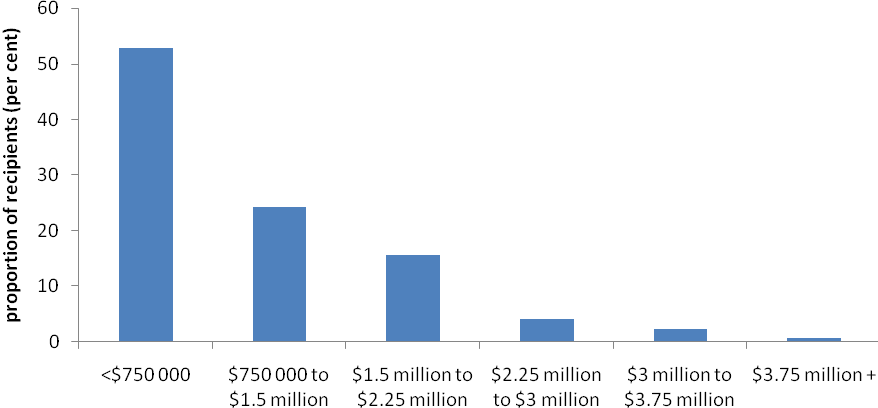 proportion of recipients (per cent)
60
50
40
30
20
10
0
<$750 000
$750 000 to
$1.5 million
$1.5 million to
$2.25 million
$2.25 million
to $3 million
$3 million to
$3.75 million
$3.75 million +